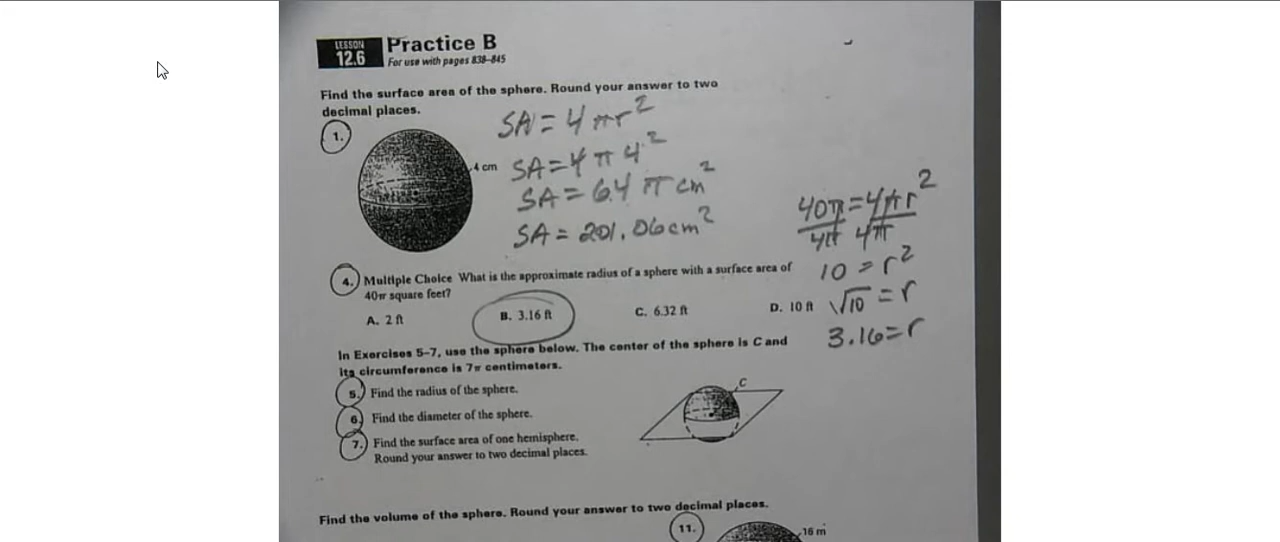 LESSON
12.6
Practice B
For use with pages 838–845
Find the surface area of the sphere. Round your answer to two
decimal places.
1.
4 cm
SA = 4πr²
SA = 4π4²
SA = 64π cm²
SA = 201.06cm²
4. Multiple Choice What is the approximate radius of a sphere with a surface area of
40π square feet?
A. 2 ft
B. 3.16 ft
C. 6.32 ft
D. 10 ft
40π = 4πr²
4π 4π
10 = r²
√10 = r
3.16 = r
In Exercises 5–7, use the sphere below. The center of the sphere is C and
its circumference is 7π centimeters.
5. Find the radius of the sphere.
6. Find the diameter of the sphere.
7. Find the surface area of one hemisphere.
Round your answer to two decimal places.
C
Find the volume of the sphere. Round your answer to two decimal places.
11.
16 m